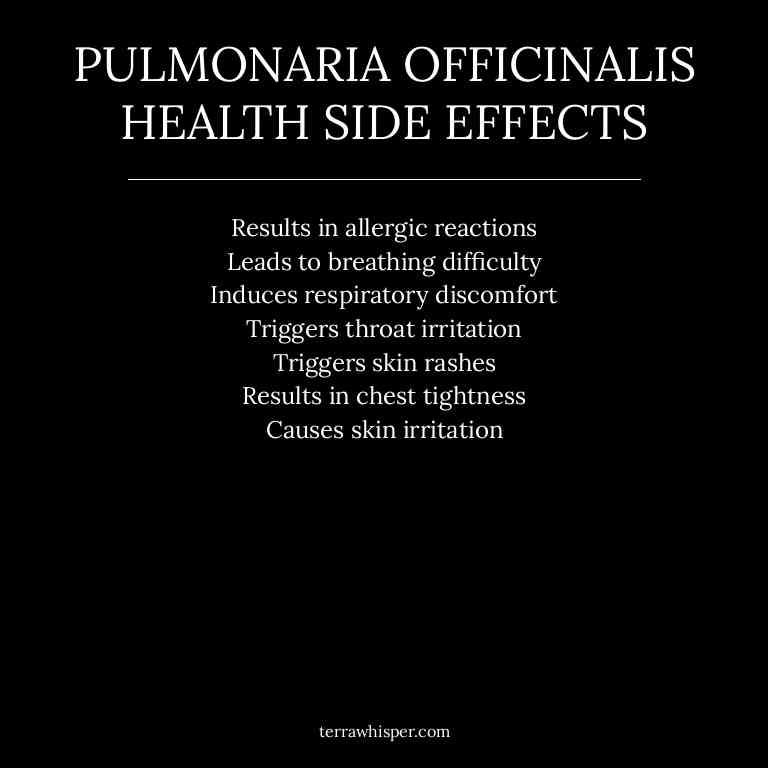 PULMONARIA OFFICINALIS
HEALTH SIDE EFFECTS
Results in allergic reactions
Leads to breathing difficulty
Induces respiratory discomfort
Triggers throat irritation
Triggers skin rashes
Results in chest tightness
Causes skin irritation
terrawhisper.com